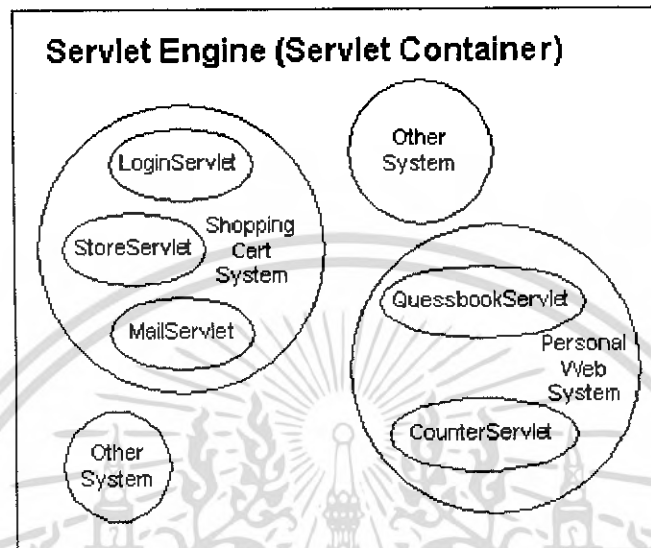 Servlet Engine (Servlet Container)
Other
System
LoginServlet
StoreServlet
Shopping
Cart
System
MailServlet
QuessbookServlet
Personal
Web
System
CounterServlet
Other
System